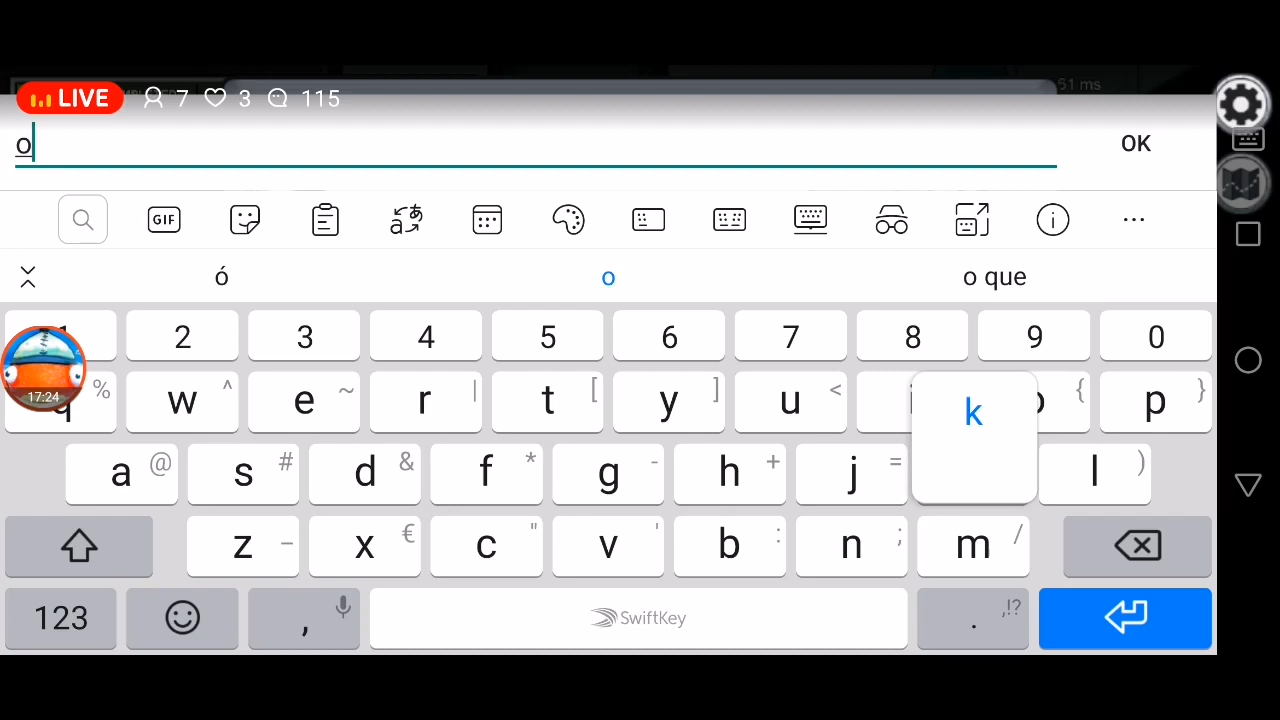 LIVE 7 3 115
51 ms
o OK
GIF
ó o o que
2 3 4 5 6 7 8 9 0
17:24
q % w ^ e ~ r | t [ y ] u < k { p }
a @ s # d & f * g - h + j = l )
z _ x € c " v ' b : n ; m /
123 , SwiftKey . ,!?